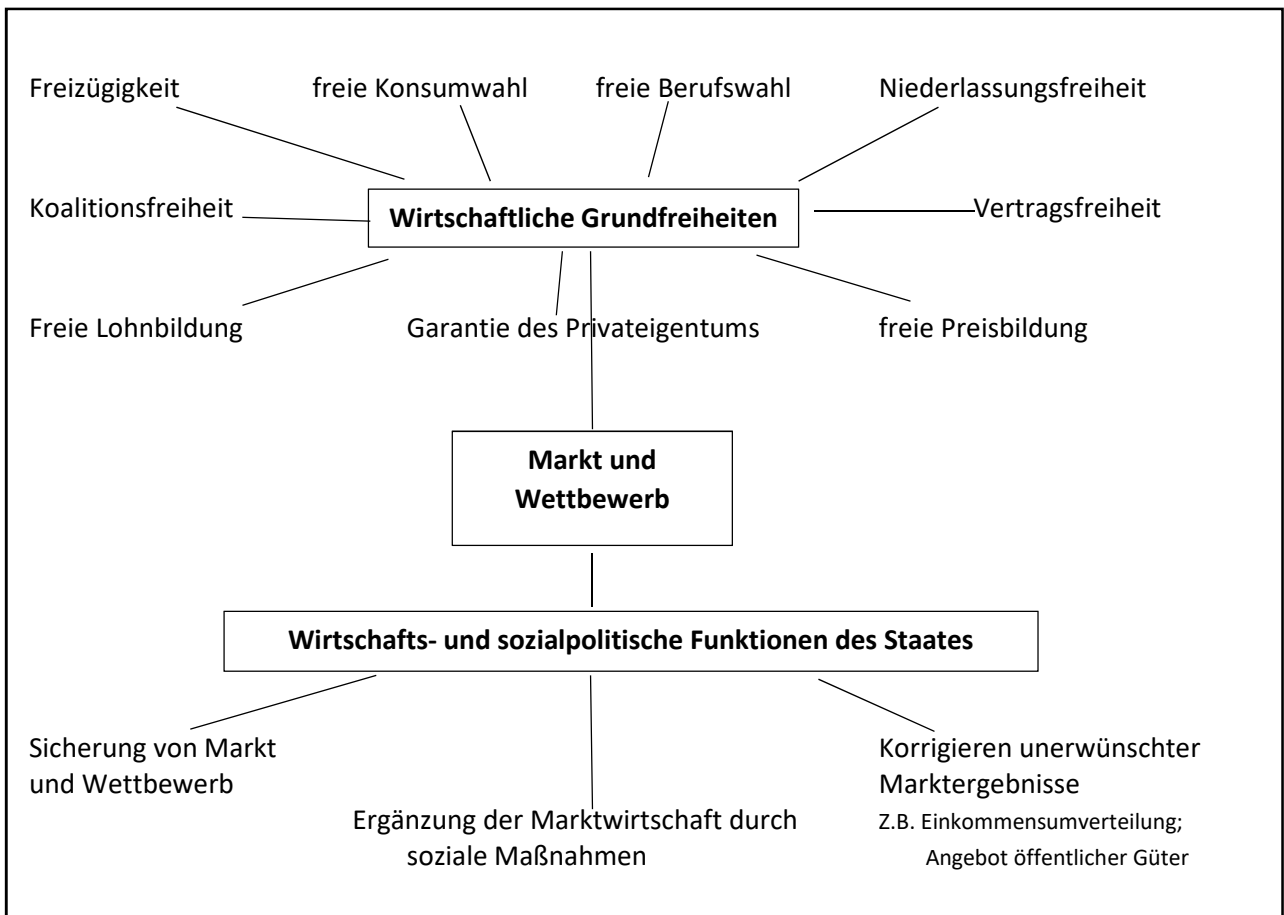 Freizügigkeit
freie Konsumwahl
freie Berufswahl
Niederlassungsfreiheit
Koalitionsfreiheit
Wirtschaftliche Grundfreiheiten
Vertragsfreiheit
Freie Lohnbildung
Garantie des Privateigentums
freie Preisbildung
Markt und
Wettbewerb
Wirtschafts- und sozialpolitische Funktionen des Staates
Sicherung von Markt
und Wettbewerb
Ergänzung der Marktwirtschaft durch
soziale Maßnahmen
Korrigieren unerwünschter
Marktergebnisse
Z.B. Einkommensumverteilung;
Angebot öffentlicher Güter